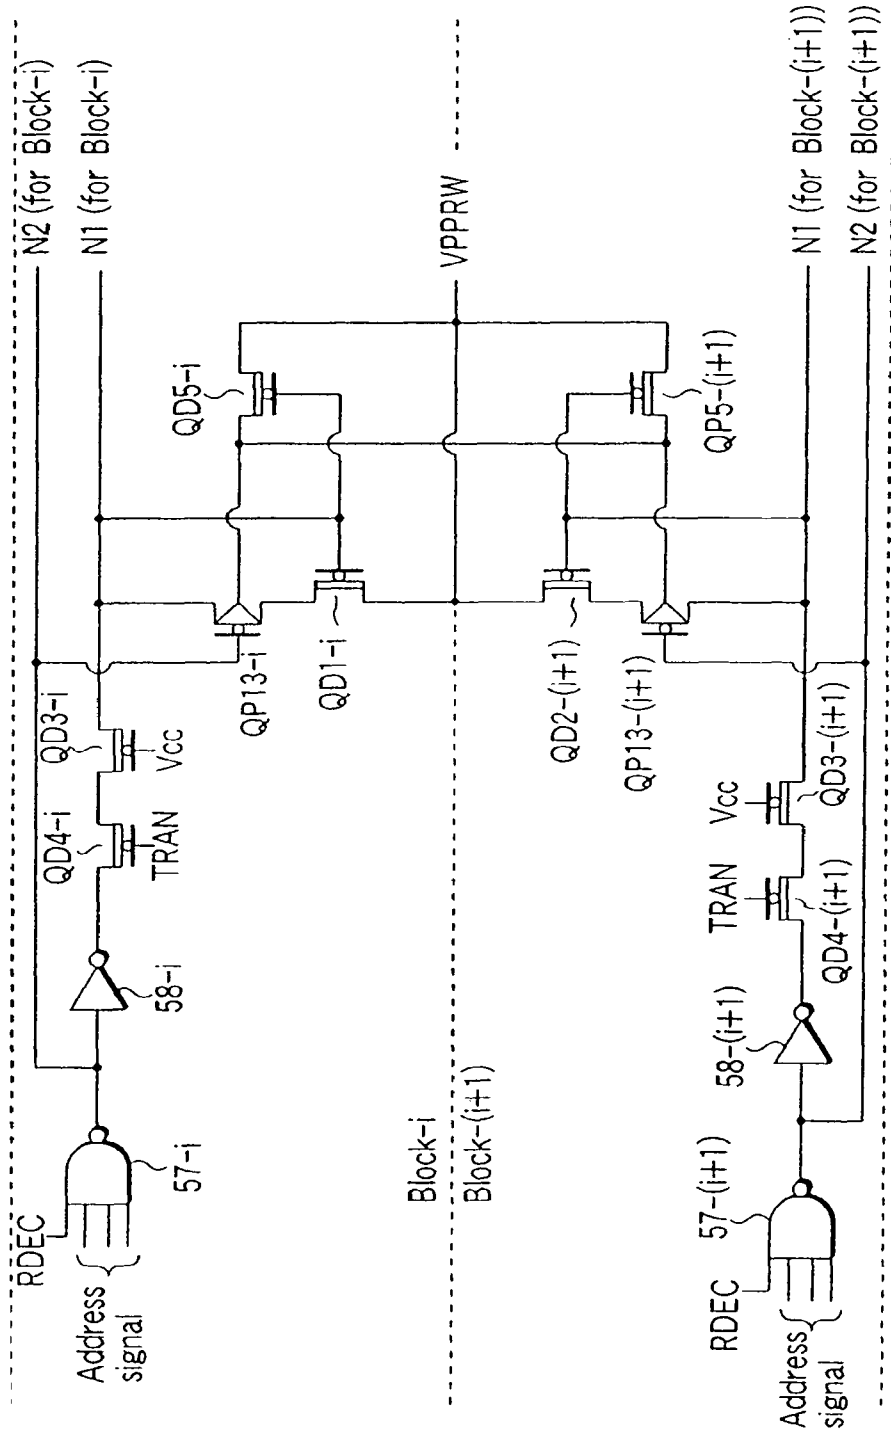 RDEC
Address
signal
57-i
58-i
QD4-i
TRAN
QD3-i
Vcc
QP13-i
QD1-i
QD5-i
N2 (for Block-i)
N1 (for Block-i)
Block-i
Block-(i+1)
VPPRW
RDEC
Address
signal
57-(i+1)
58-(i+1)
TRAN
QD4-(i+1)
Vcc
QD3-(i+1)
QD2-(i+1)
QP13-(i+1)
QP5-(i+1)
N1 (for Block-(i+1))
N2 (for Block-(i+1))